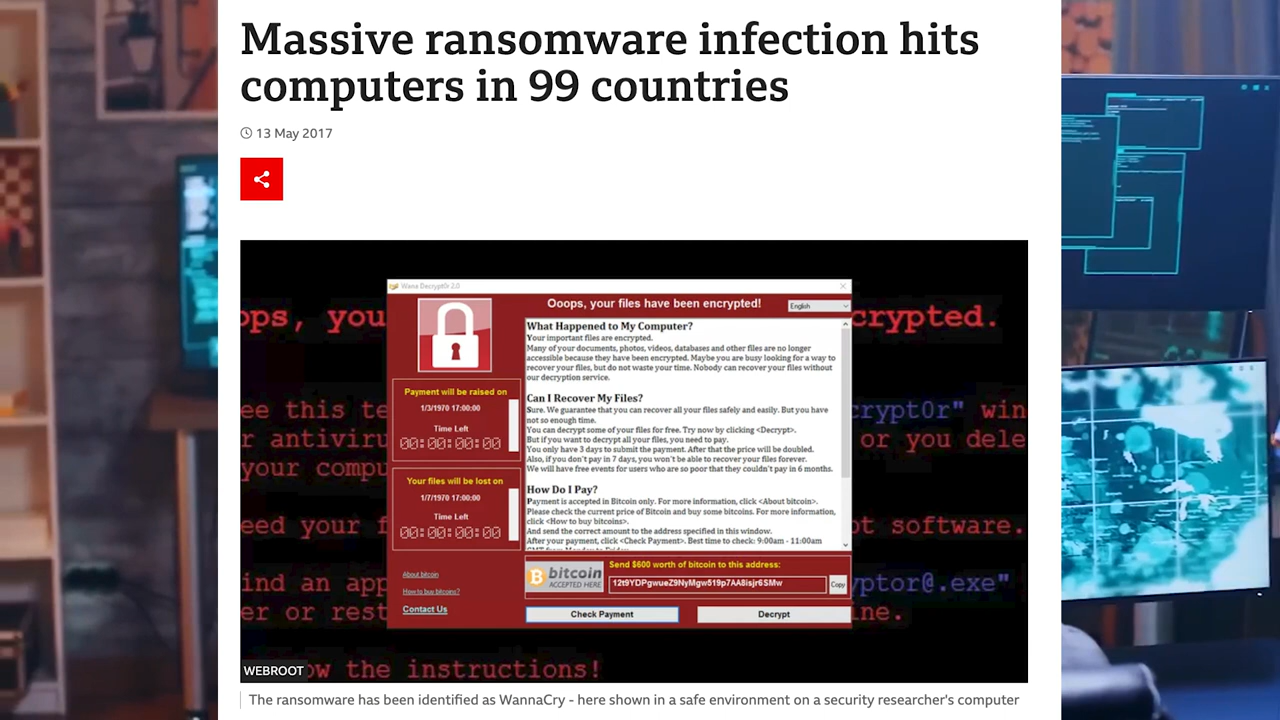 Massive ransomware infection hits
computers in 99 countries
13 May 2017
Wana Decrypt0r 2.0
Ooops, your files have been encrypted!
English
ops, you
crypted.
What Happened to My Computer?
Your important files are encrypted.
Many of your documents, photos, videos, databases and other files are no longer
accessible because they have been encrypted. Maybe you are busy looking for a way to
recover your files, but do not waste your time. Nobody can recover your files without
our decryption service.
Can I Recover My Files?
Sure. We guarantee that you can recover all your files safely and easily. But you have
not so enough time.
You can decrypt some of your files for free. Try now by clicking <Decrypt>.
But if you want to decrypt all your files, you need to pay.
You only have 3 days to submit the payment. After that the price will be doubled.
Also, if you don't pay in 7 days, you won't be able to recover your files forever.
We will have free events for users who are so poor that they couldn't pay in 6 months.
How Do I Pay?
Payment is accepted in Bitcoin only. For more information, click <About bitcoin>.
Please check the current price of Bitcoin and buy some bitcoins. For more information,
click <How to buy bitcoins>.
And send the correct amount to the address specified in this window.
After your payment, click <Check Payment>. Best time to check: 9:00am - 11:00am
Payment will be raised on
1/3/1970 17:00:00
Time Left
00:00:00:00
Your files will be lost on
1/7/1970 17:00:00
Time Left
00:00:00:00
About bitcoin
How to buy bitcoins?
Contact Us
bitcoin
ACCEPTED HERE
Send $600 worth of bitcoin to this address:
12t9YDPgwueZ9NyMgw519p7AA8isjr6SMw
Copy
Check Payment
Decrypt
ee this te
crypt0r" win
r antiviru
or you dele
your compu
eed your f
ot software.
ind an app
yptor@.exe"
er or rest
ine.
ow the instructions!
WEBROOT
The ransomware has been identified as WannaCry - here shown in a safe environment on a security researcher's computer